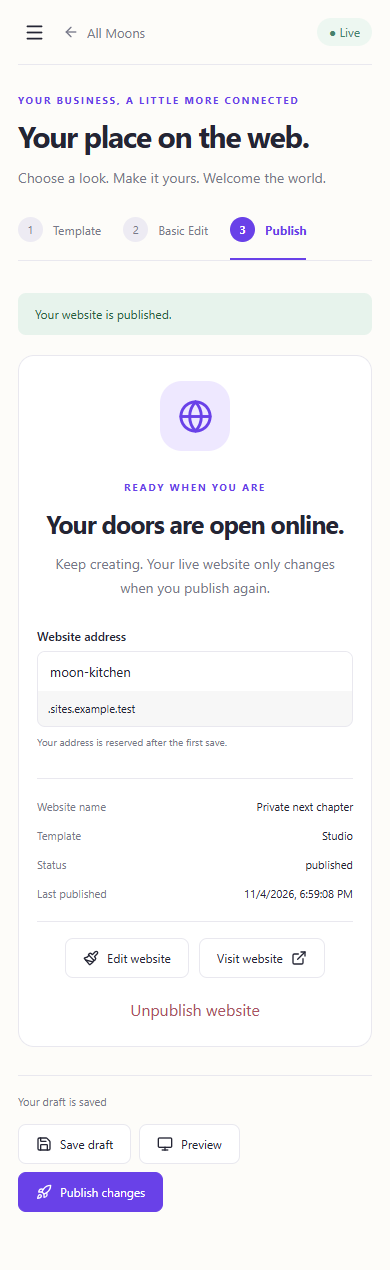 All Moons
● Live
YOUR BUSINESS, A LITTLE MORE CONNECTED
Your place on the web.
Choose a look. Make it yours. Welcome the world.
1 Template 2 Basic Edit 3 Publish
Your website is published.
READY WHEN YOU ARE
Your doors are open online.
Keep creating. Your live website only changes
when you publish again.
Website address
moon-kitchen
.sites.example.test
Your address is reserved after the first save.
Website name Private next chapter
Template Studio
Status published
Last published 11/4/2026, 6:59:08 PM
Edit website Visit website
Unpublish website
Your draft is saved
Save draft Preview
Publish changes